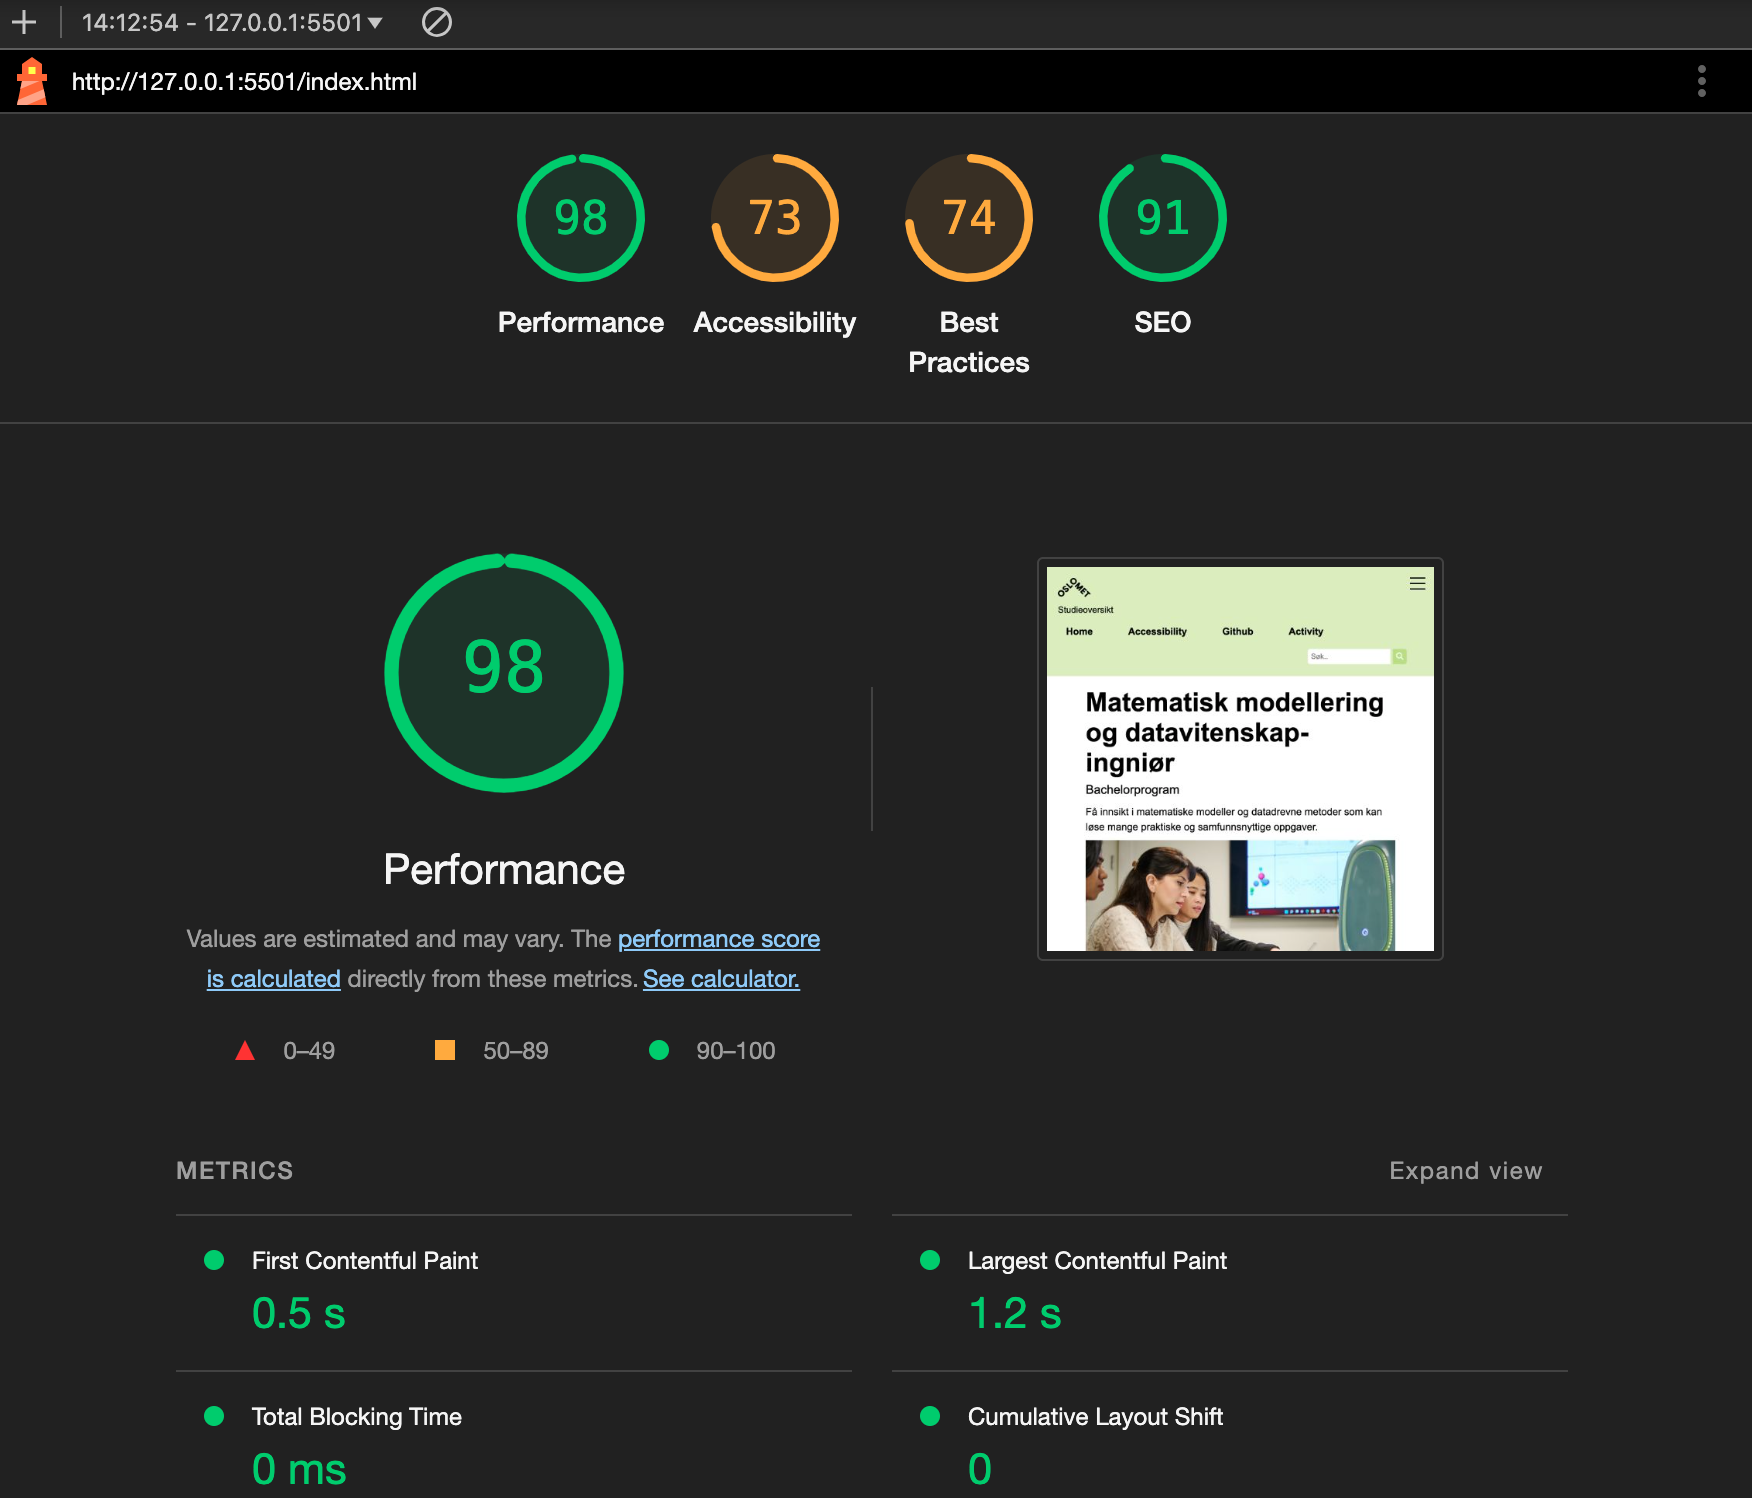 14:12:54 - 127.0.0.1:5501
http://127.0.0.1:5501/index.html
98
73
74
91
Performance
Accessibility
Best
Practices
SEO
98
Performance
Values are estimated and may vary. The performance score
is calculated directly from these metrics. See calculator.
0–49
50–89
90–100
OSLOMET
Studieoversikt
Home
Accessibility
Github
Activity
Søk..
Matematisk modellering
og datavitenskap-
ingniør
Bachelorprogram
Få innsikt i matematiske modeller og datadrevne metoder som kan
løse mange praktiske og samfunnsnyttige oppgaver.
METRICS
Expand view
First Contentful Paint
0.5 s
Largest Contentful Paint
1.2 s
Total Blocking Time
0 ms
Cumulative Layout Shift
0